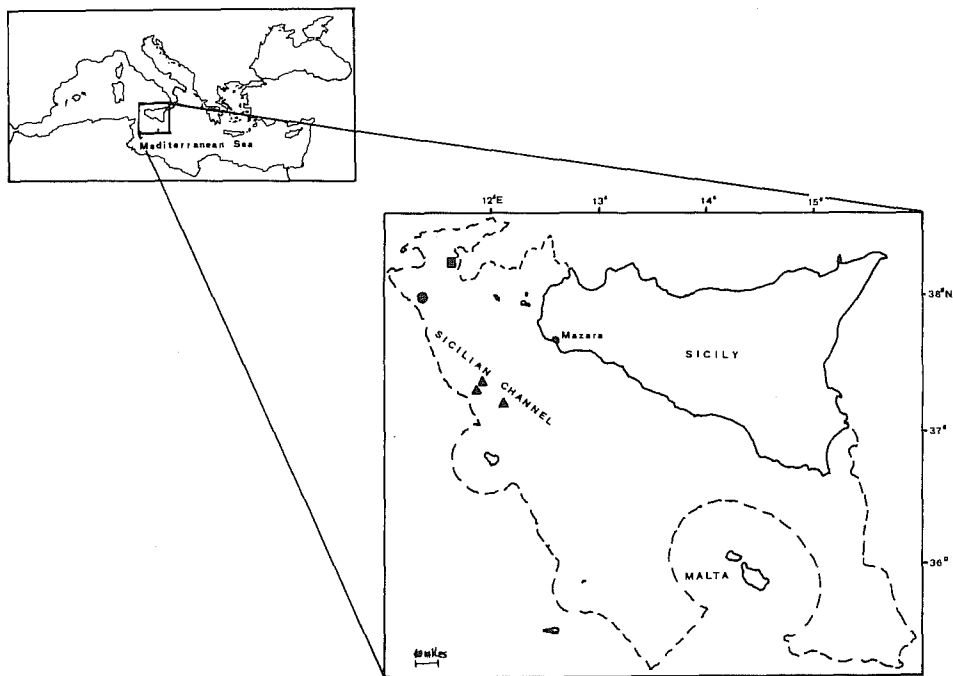 Mediterranean Sea
12°E
13°
14°
15°
38°N
Mazara
SICILY
SICILIAN CHANNEL
37°
36°
MALTA